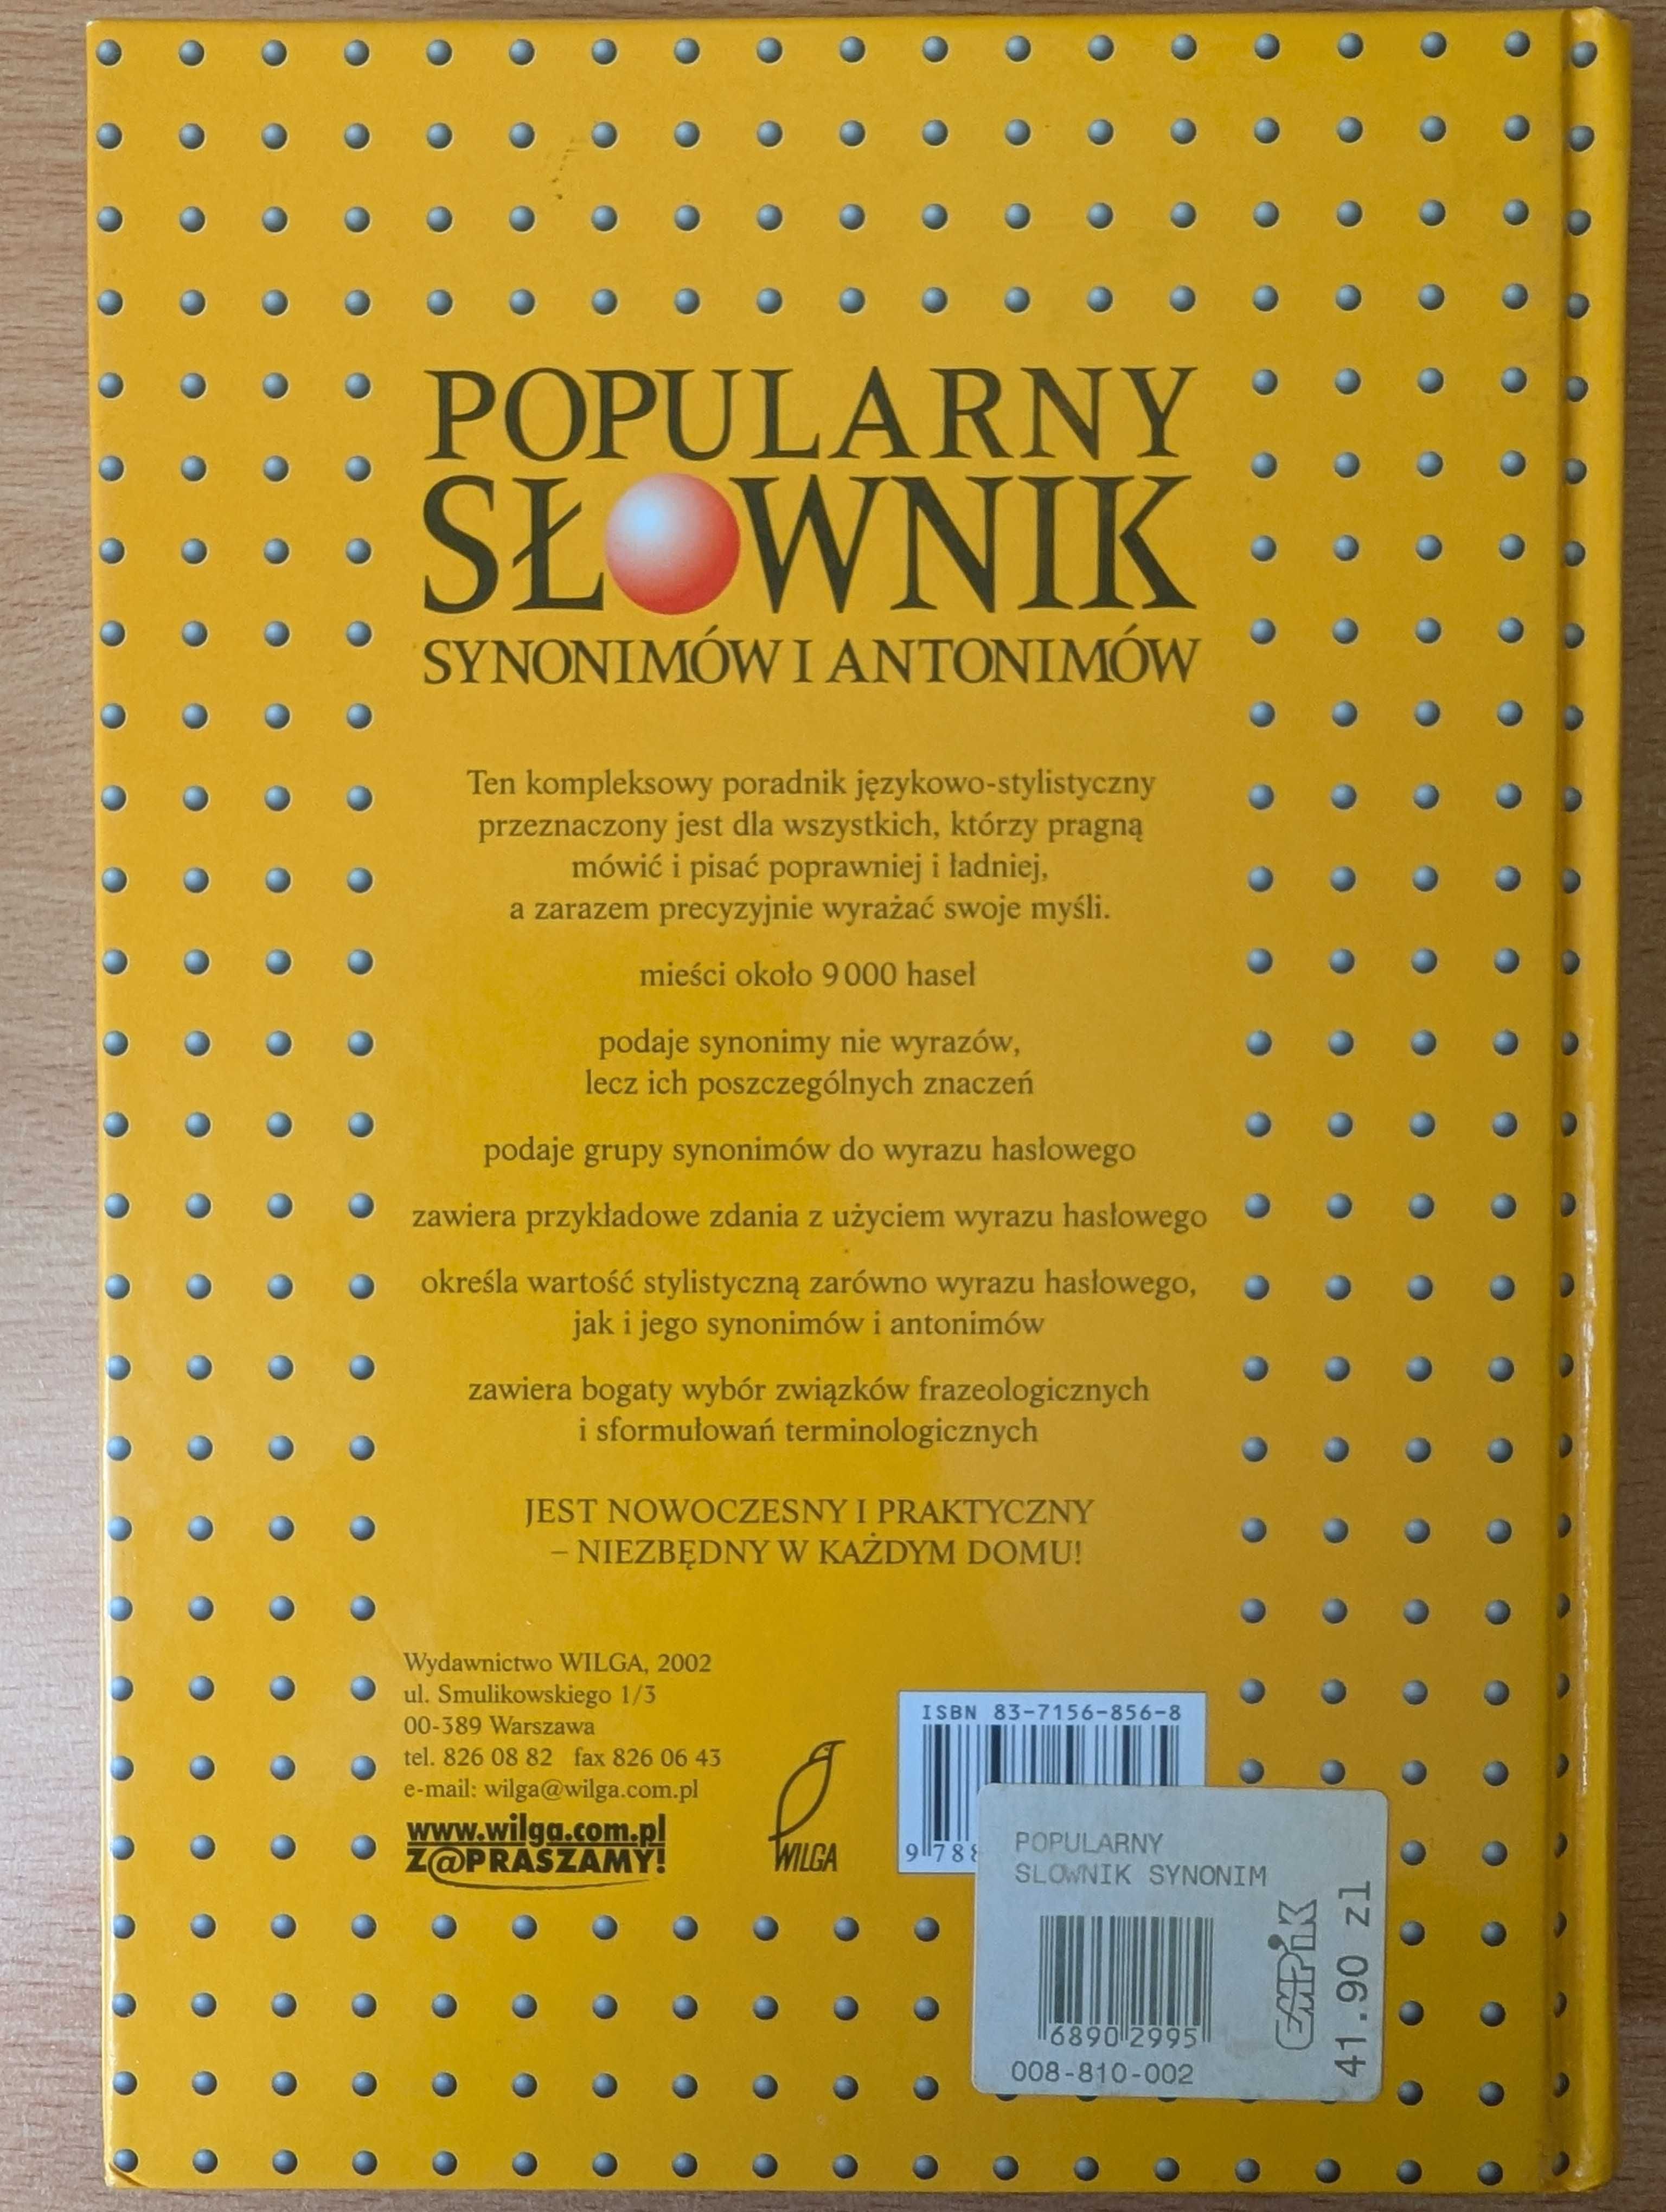 POPULARNY
SŁOWNIK
SYNONIMÓW I ANTONIMÓW
Ten kompleksowy poradnik językowo-stylistyczny
przeznaczony jest dla wszystkich, którzy pragną
mówić i pisać poprawniej i ładniej,
a zarazem precyzyjnie wyrażać swoje myśli.
mieści około 9 000 haseł
podaje synonimy nie wyrazów,
lecz ich poszczególnych znaczeń
podaje grupy synonimów do wyrazu hasłowego
zawiera przykładowe zdania z użyciem wyrazu hasłowego
określa wartość stylistyczną zarówno wyrazu hasłowego,
jak i jego synonimów i antonimów
zawiera bogaty wybór związków frazeologicznych
i sformułowań terminologicznych
JEST NOWOCZESNY I PRAKTYCZNY
– NIEZBĘDNY W KAŻDYM DOMU!
Wydawnictwo WILGA, 2002
ul. Smulikowskiego 1/3
00-389 Warszawa
tel. 826 08 82 fax 826 06 43
e-mail: wilga@wilga.com.pl
www.wilga.com.pl
Z@PRASZAMY!
WILGA
ISBN 83-7156-856-8
9 788
POPULARNY
SLOWNIK SYNONIM
6890 2995
008-810-002
EMPiK
41.90 zl